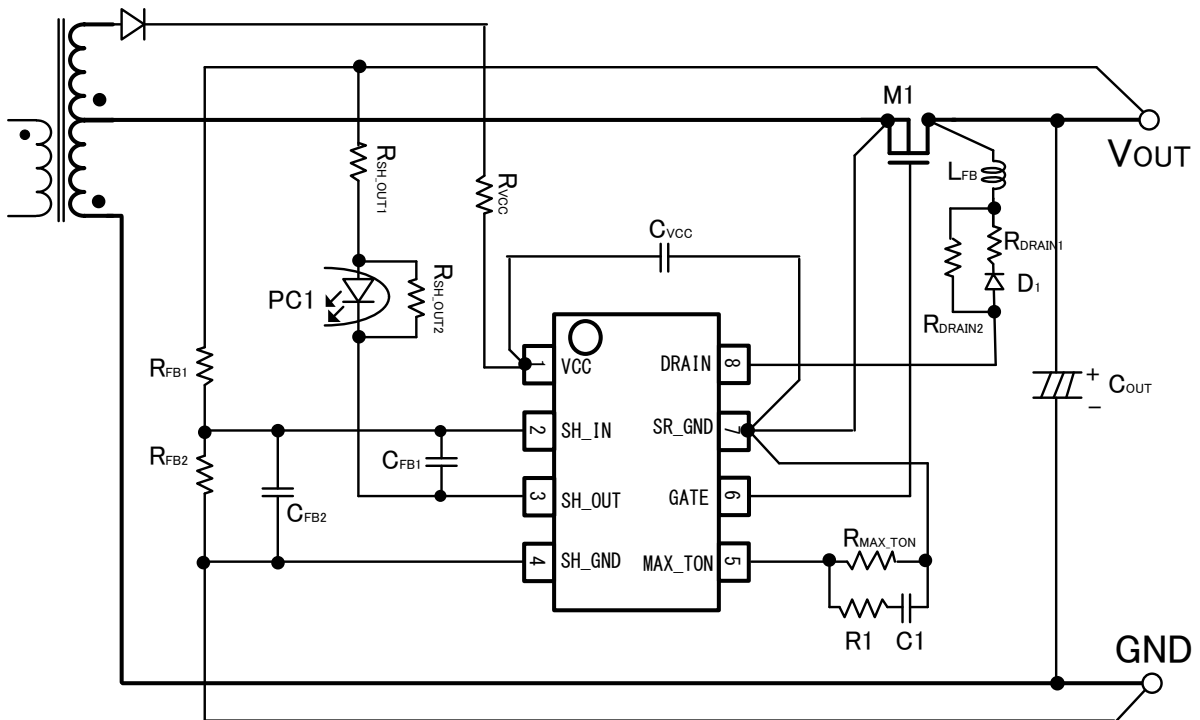 M1
VOUT
RSH_OUT1
RVCC
LFB
CVCC
RDRAIN1
D1
PC1
RSH_OUT2
RDRAIN2
RFB1
1
VCC
DRAIN
8
+
COUT
−
2
SH_IN
SR_GND
7
RFB2
CFB1
3
SH_OUT
GATE
6
CFB2
RMAX_TON
4
SH_GND
MAX_TON
5
R1
C1
GND